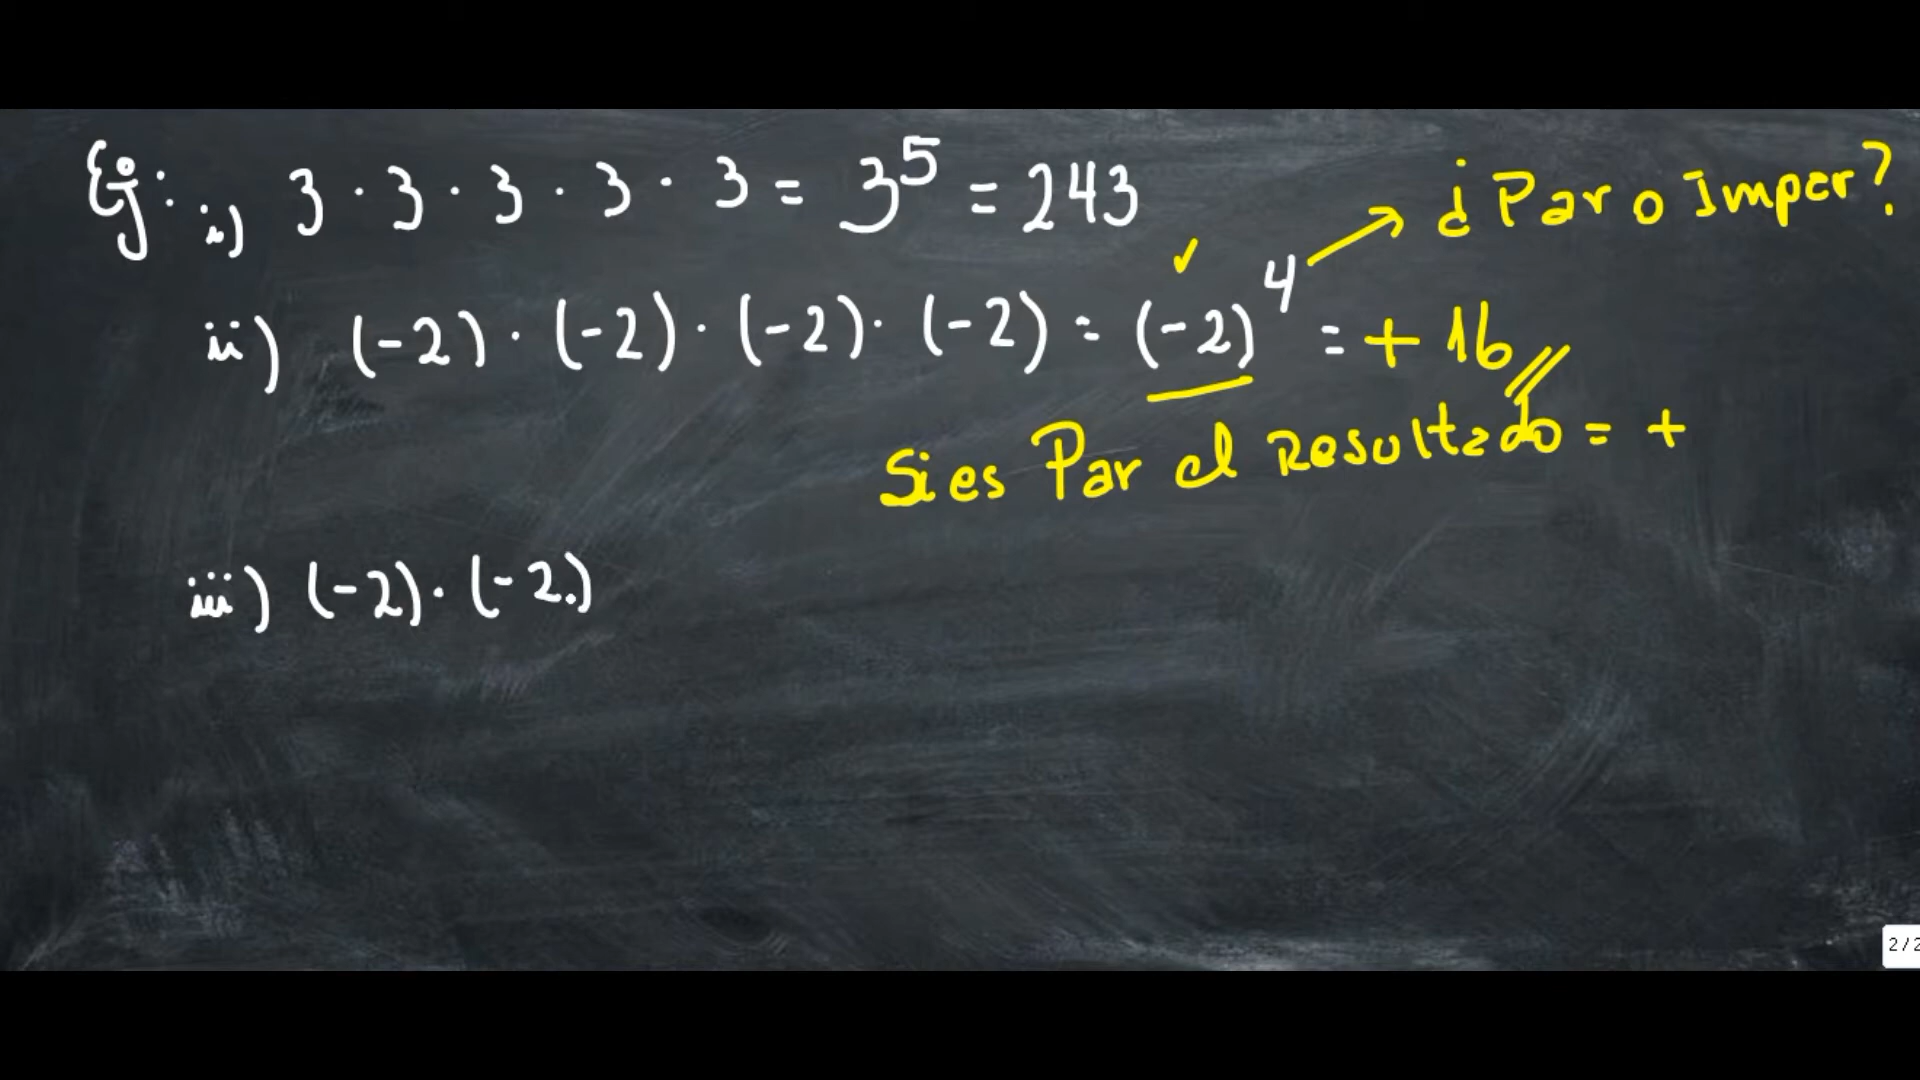 Ej: i) 3 · 3 · 3 · 3 · 3 = 3⁵ = 243
¿Par o Impar?
ii) (-2) · (-2) · (-2) · (-2) = (-2)⁴ = + 16
Si es Par el Resultado = +
iii) (-2) · (-2.)
2/2